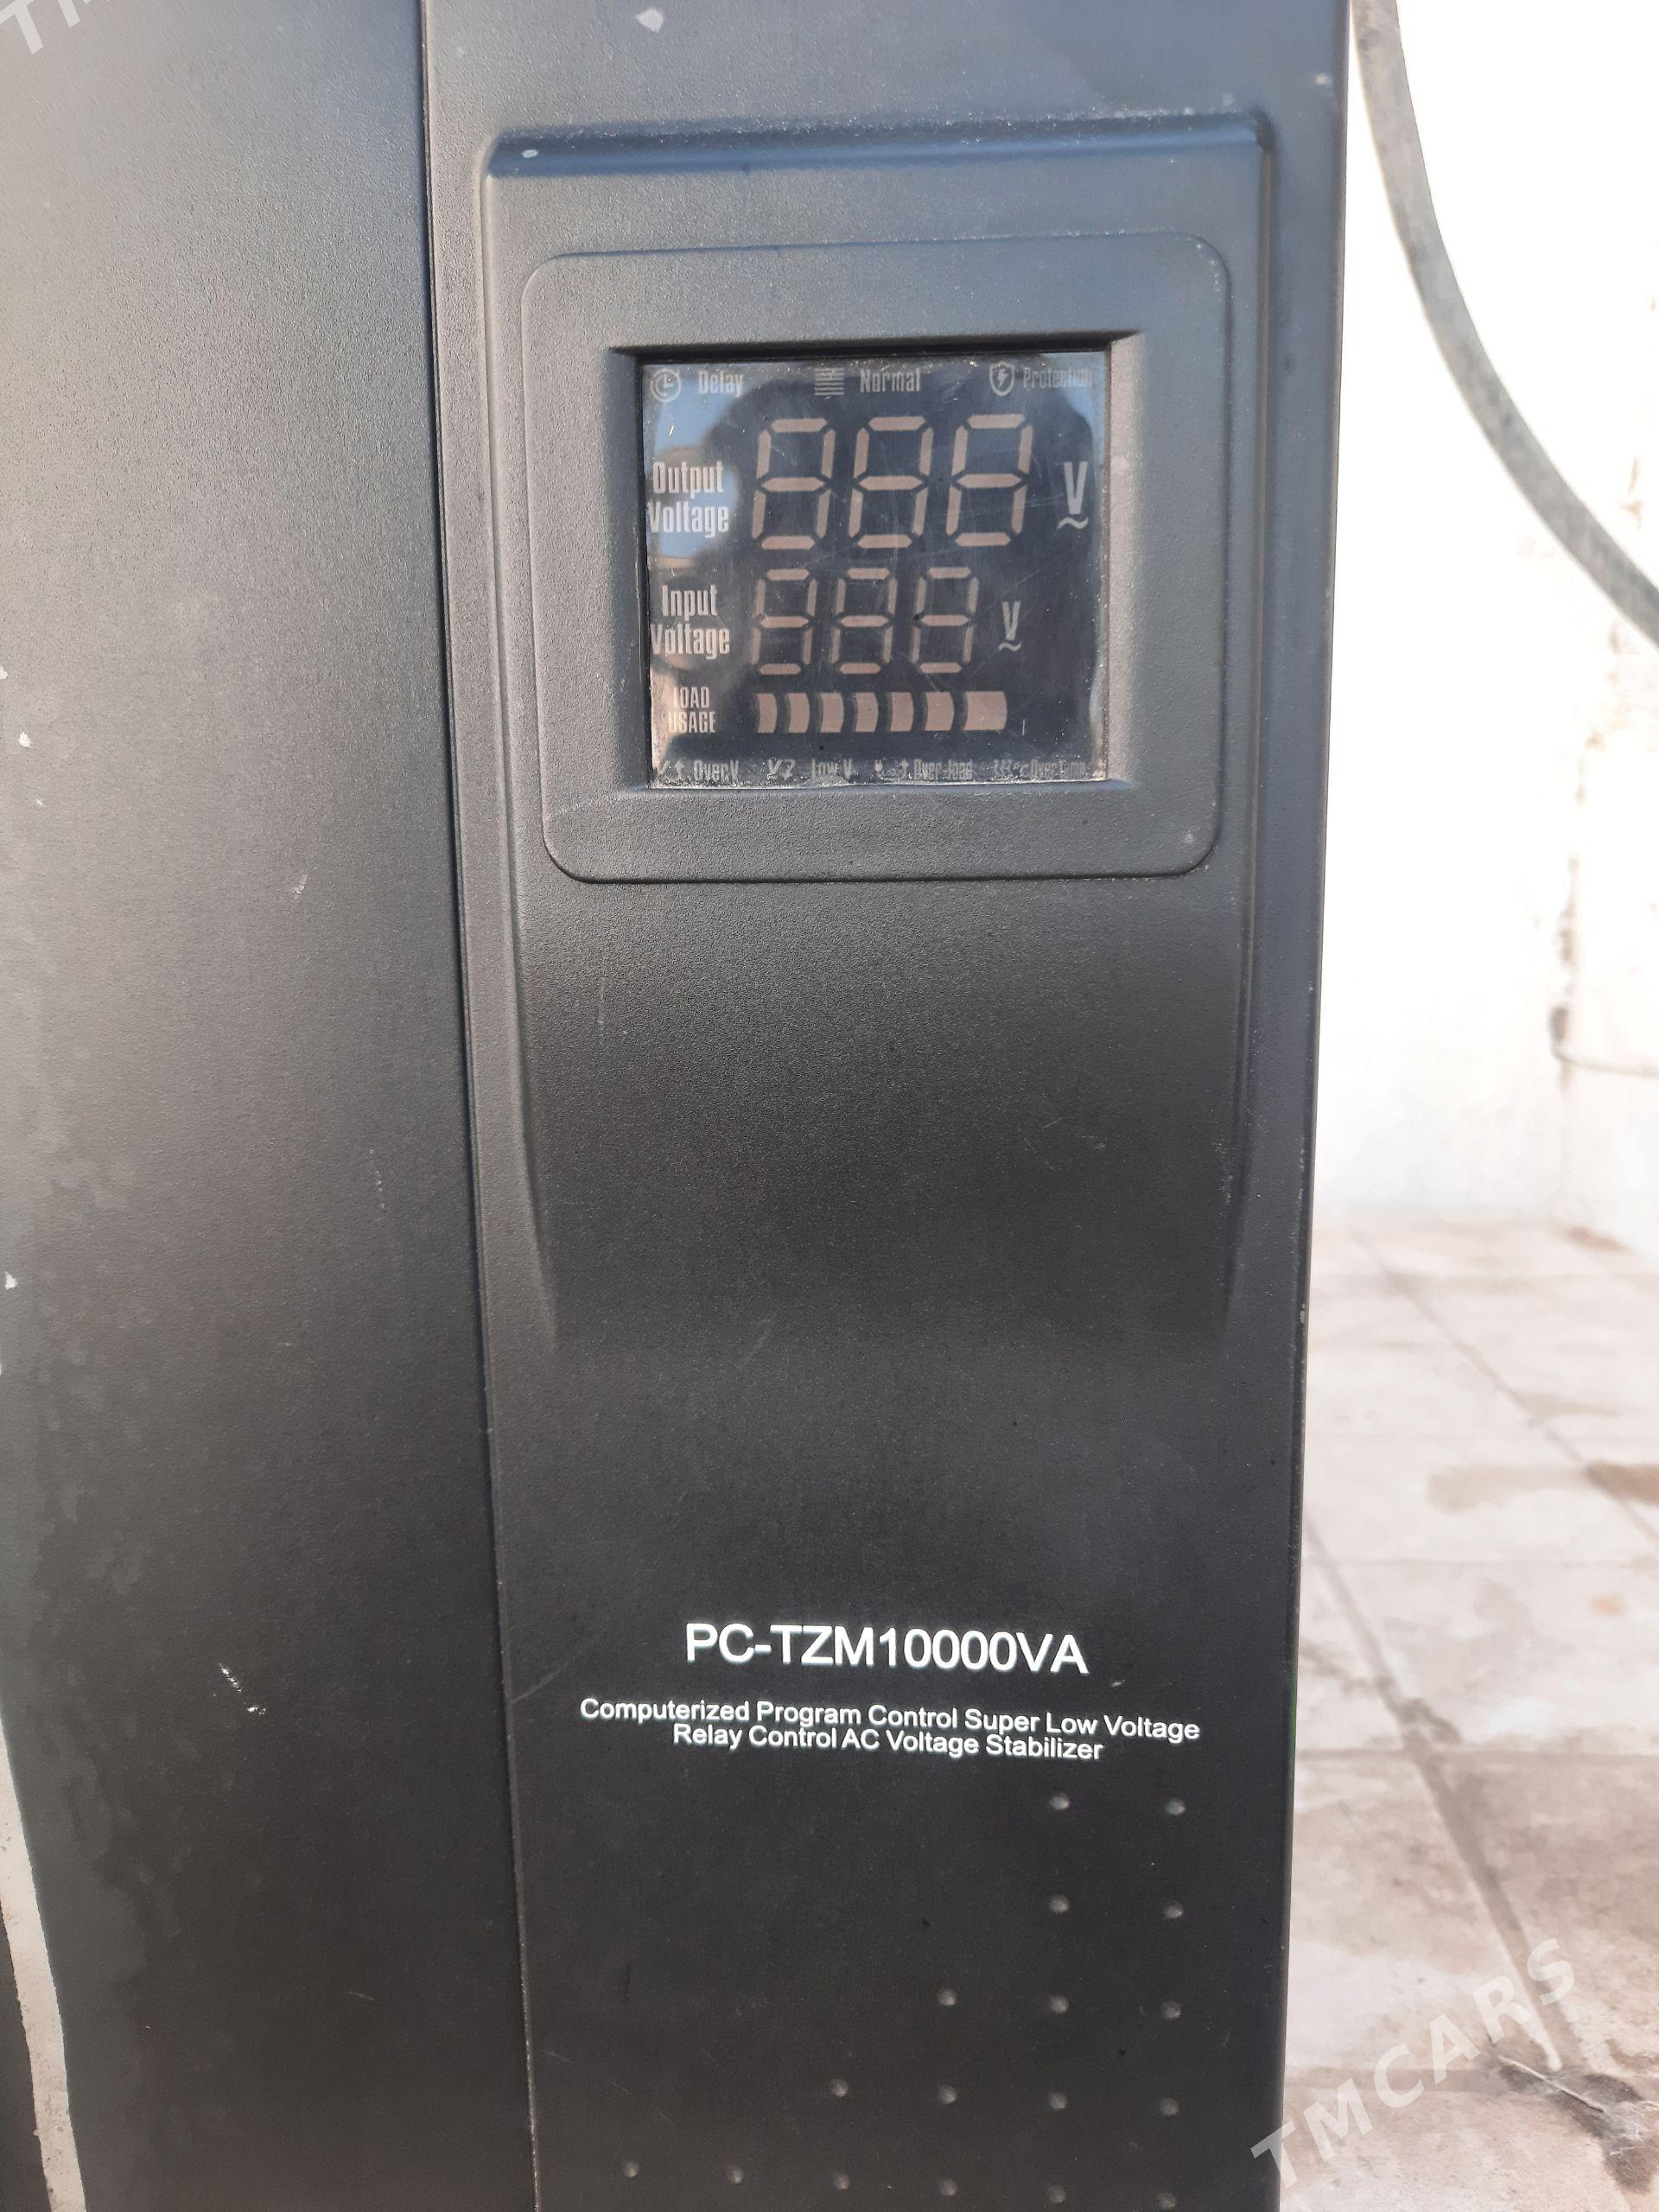 Delay Normal Protection
Output
Voltage
V
Input
Voltage
V
LOAD
USAGE
OverV Low V Over-load
PC-TZM10000VA
Computerized Program Control Super Low Voltage
Relay Control AC Voltage Stabilizer
TMCARS